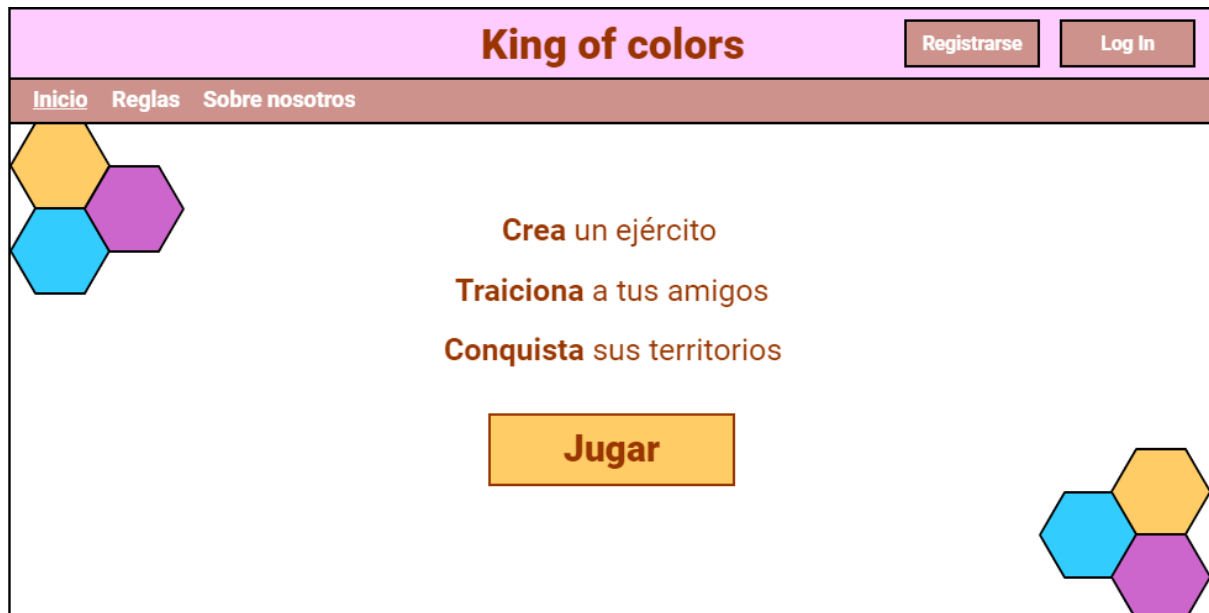 King of colors
Registrarse
Log In
Inicio Reglas Sobre nosotros
Crea un ejército
Traiciona a tus amigos
Conquista sus territorios
Jugar